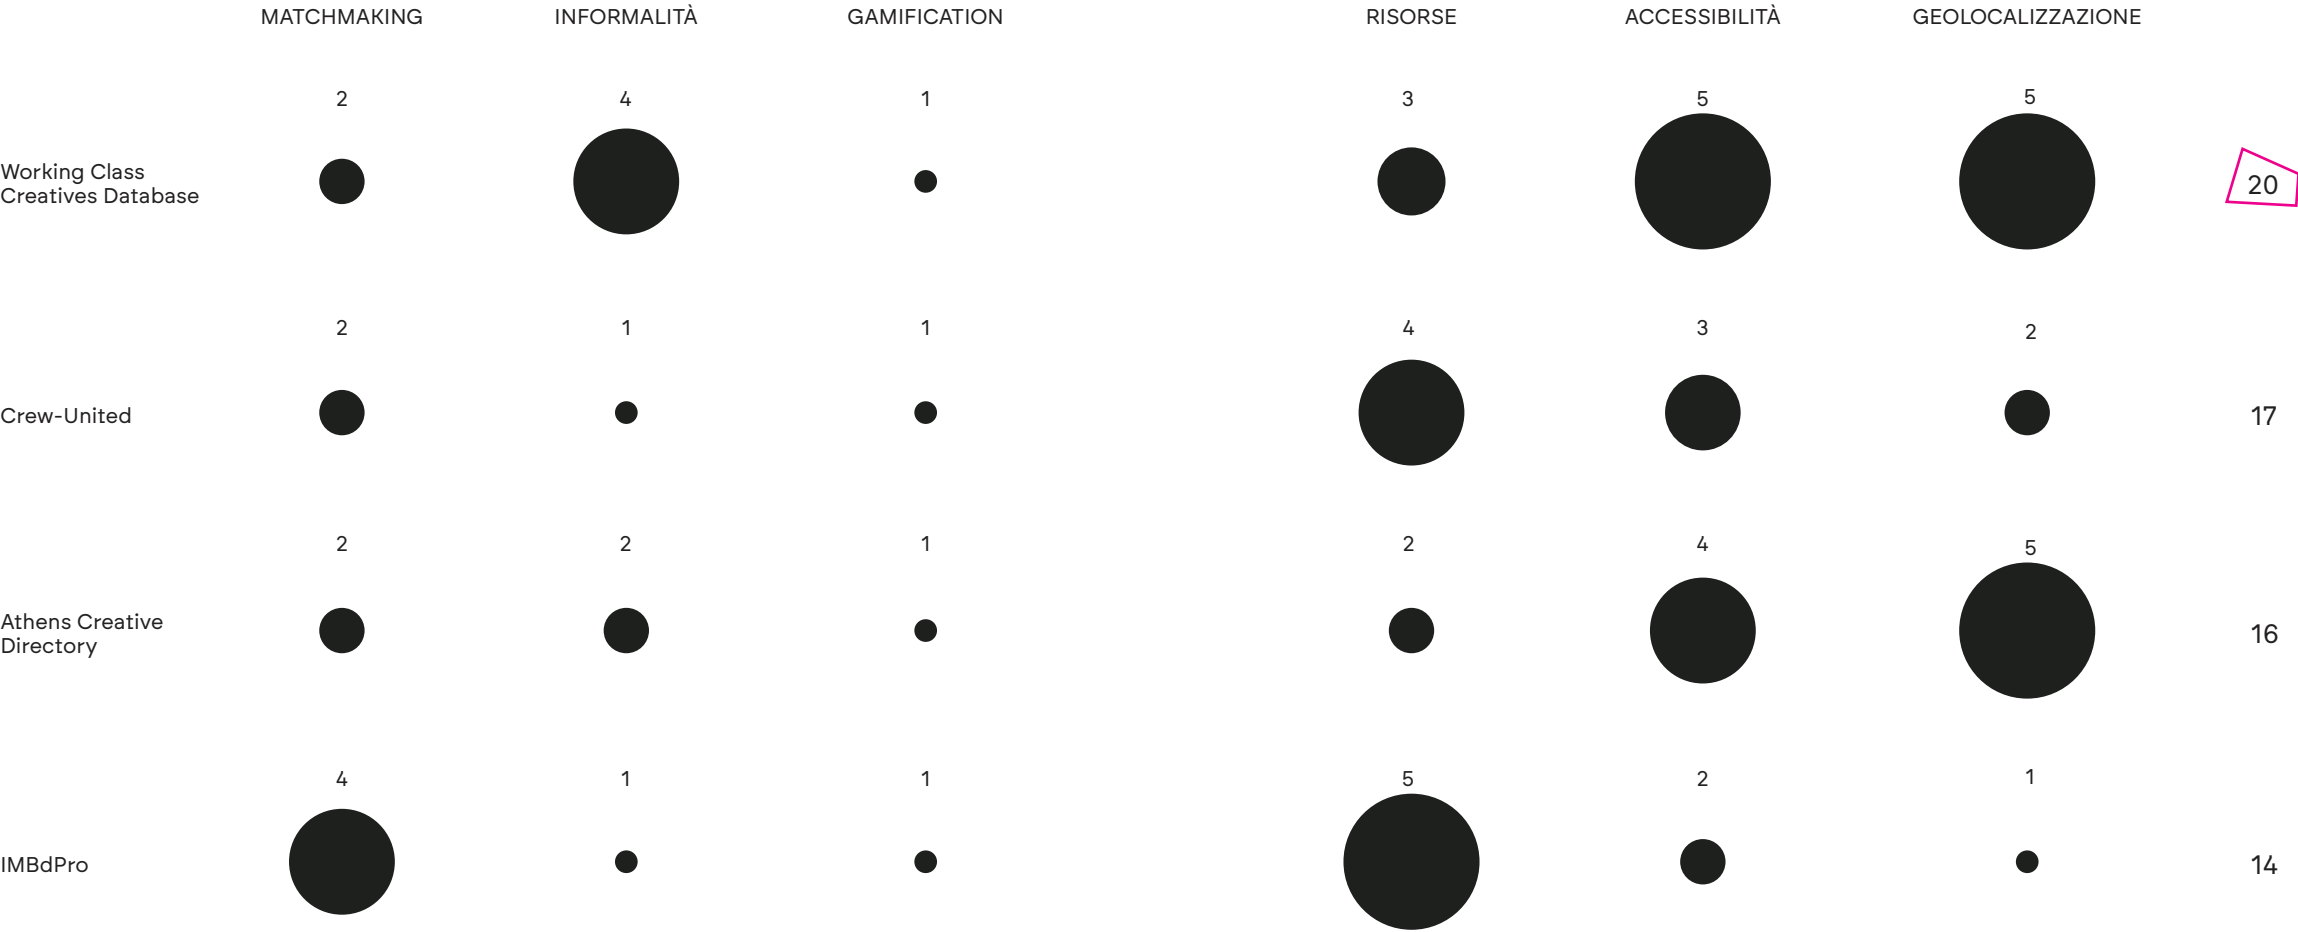 MATCHMAKING INFORMALITÀ GAMIFICATION RISORSE ACCESSIBILITÀ GEOLOCALIZZAZIONE
2 4 1 3 5 5
Working Class
Creatives Database
20
2 1 1 4 3 2
Crew-United 17
2 2 1 2 4 5
Athens Creative
Directory
16
4 1 1 5 2 1
IMBdPro 14